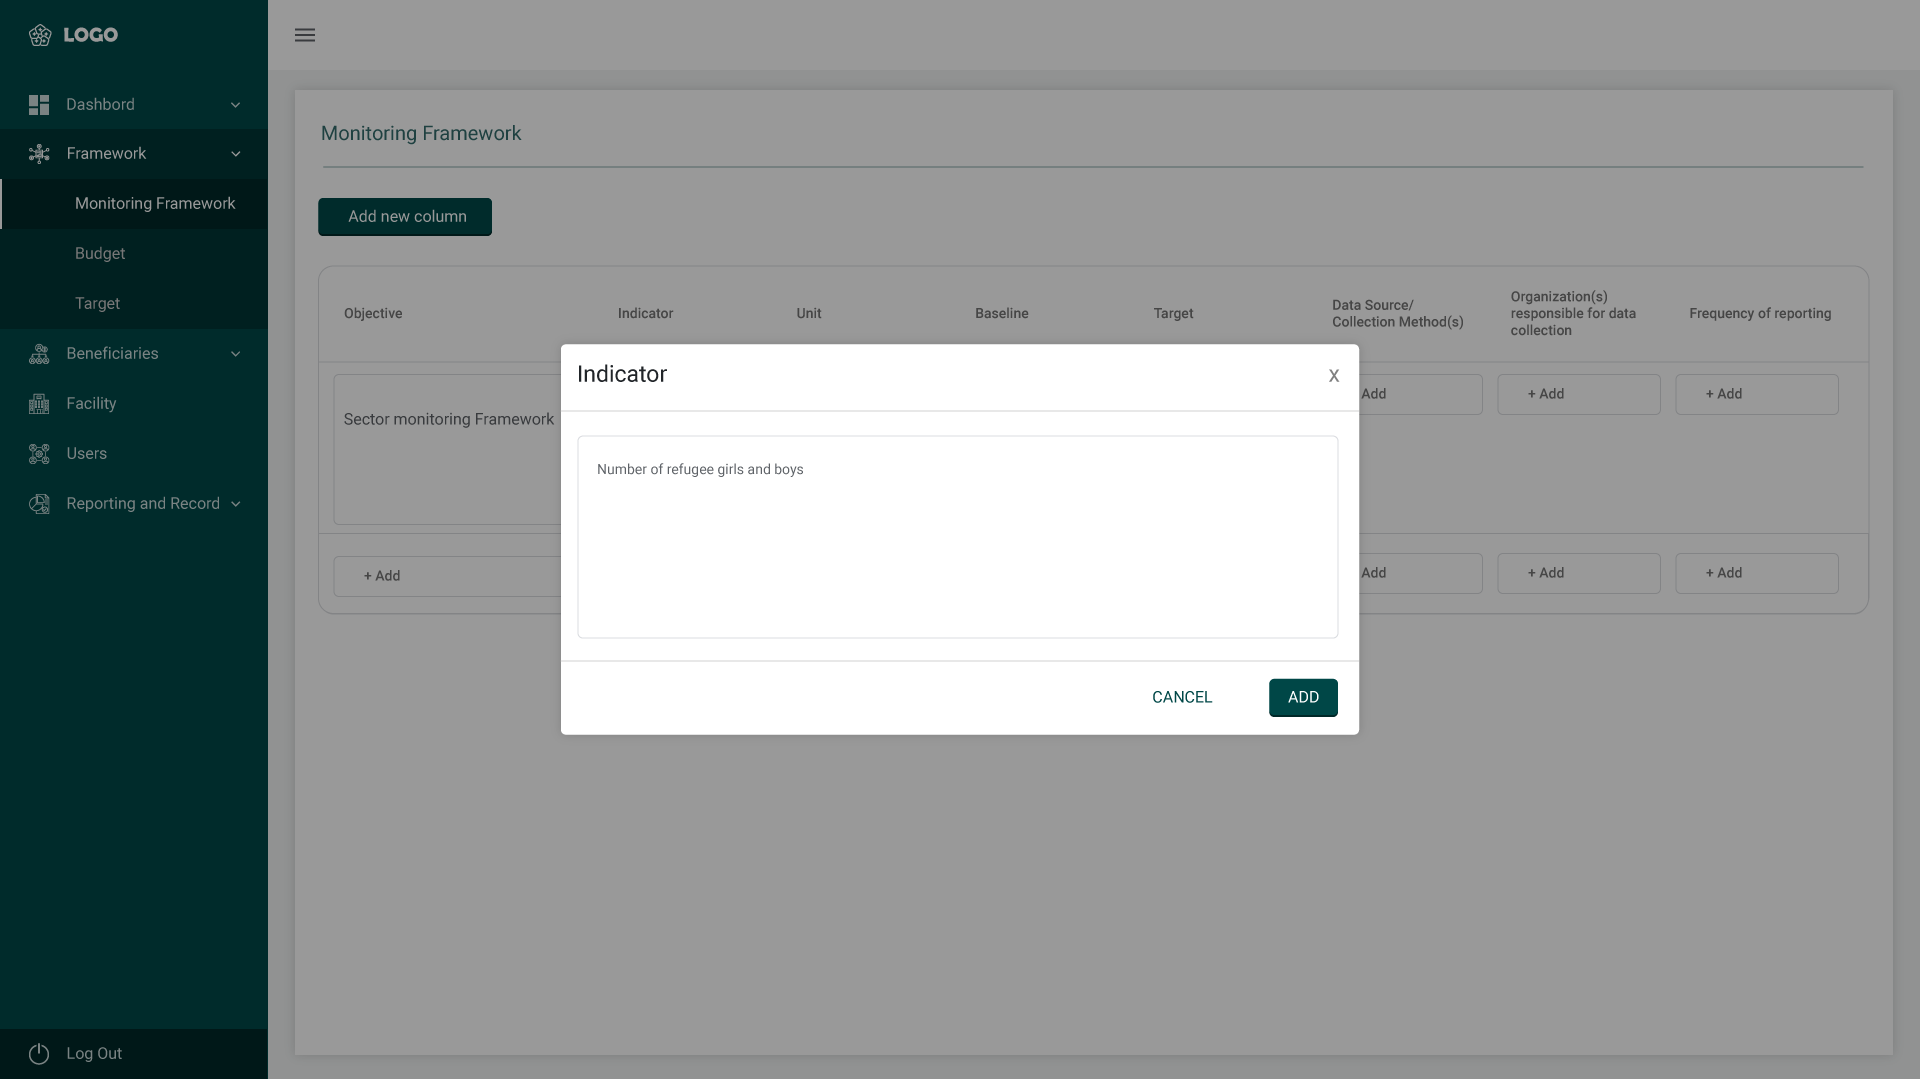 LOGO
Dashbord
Framework
Monitoring Framework
Budget
Target
Beneficiaries
Facility
Users
Reporting and Record
Log Out
Monitoring Framework
Add new column
Objective
Indicator
Unit
Baseline
Target
Data Source/
Collection Method(s)
Organization(s)
responsible for data
collection
Frequency of reporting
Sector monitoring Framework
Add
+ Add
+ Add
+ Add
Add
+ Add
+ Add
Indicator
X
Number of refugee girls and boys
CANCEL
ADD